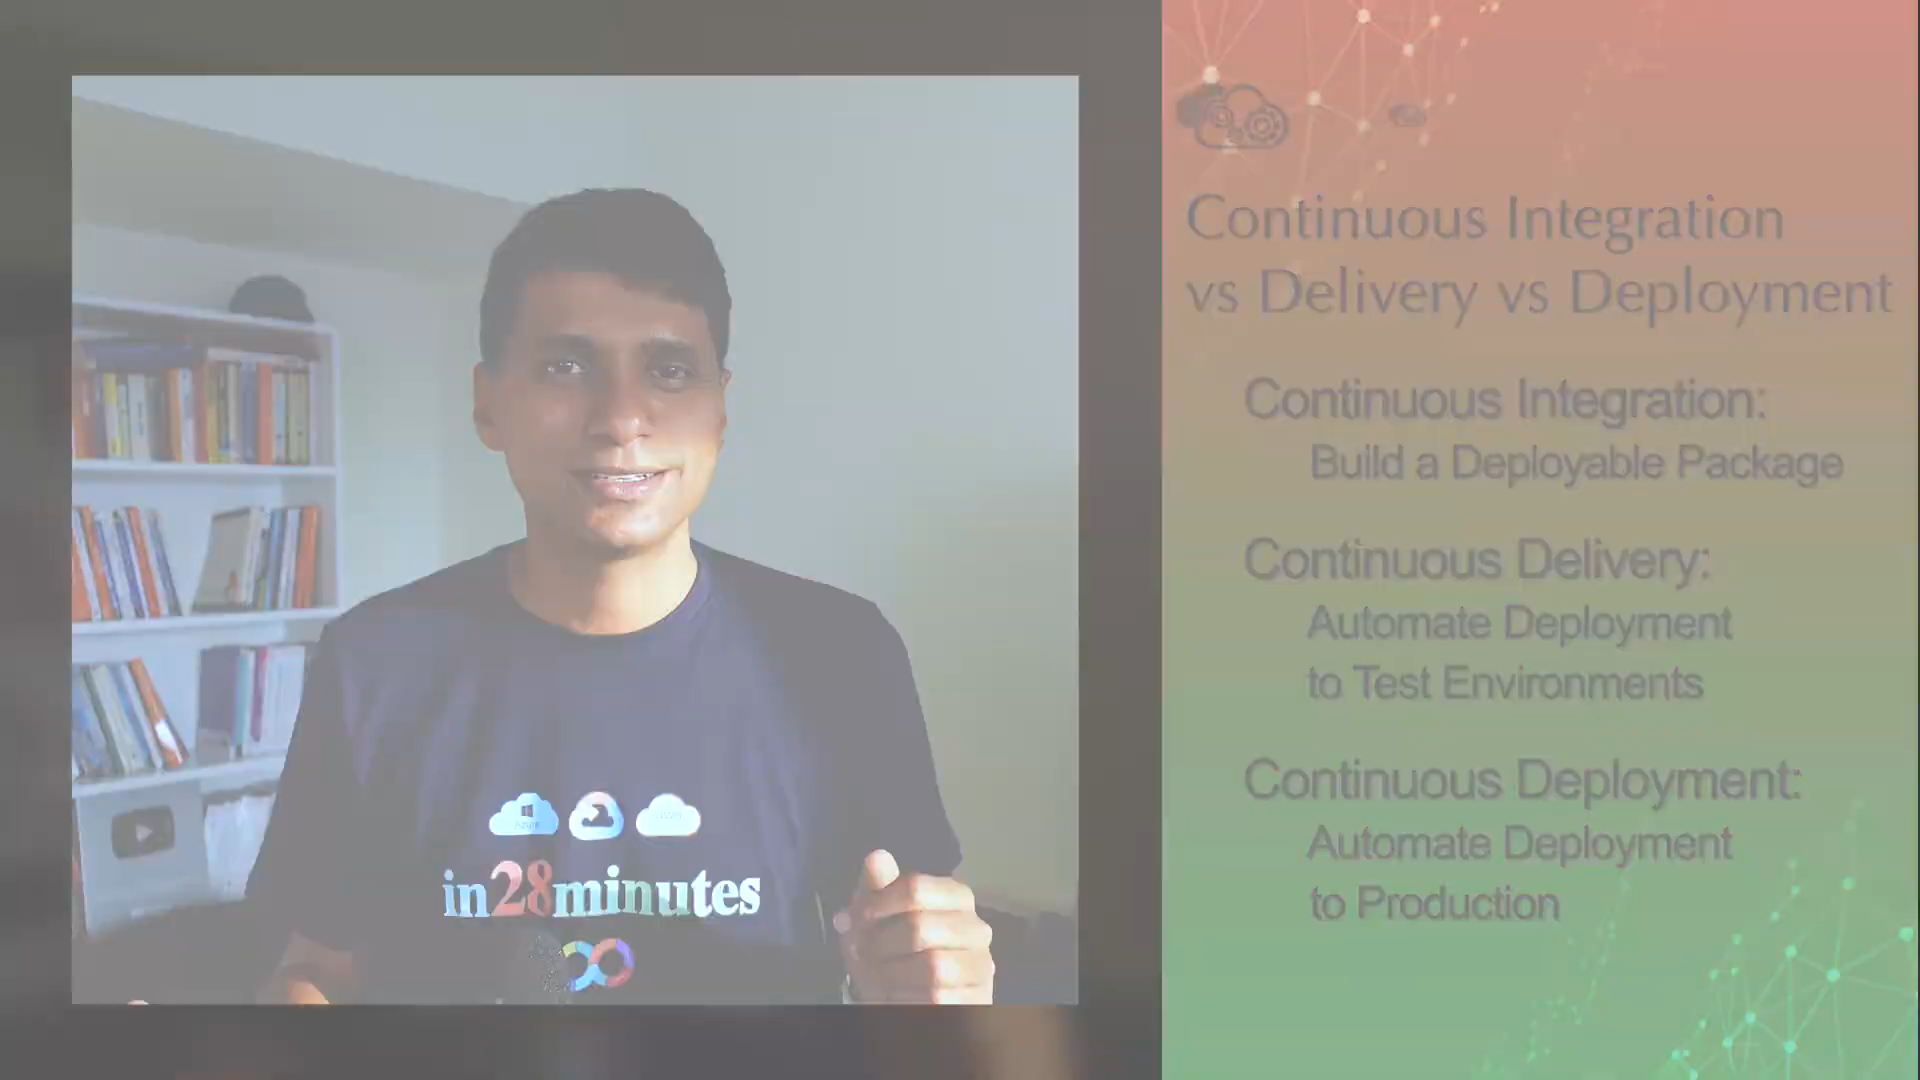 Continuous Integration
vs Delivery vs Deployment
Continuous Integration:
Build a Deployable Package
Continuous Delivery:
Automate Deployment
to Test Environments
Continuous Deployment:
Automate Deployment
to Production
Azure
in28minutes